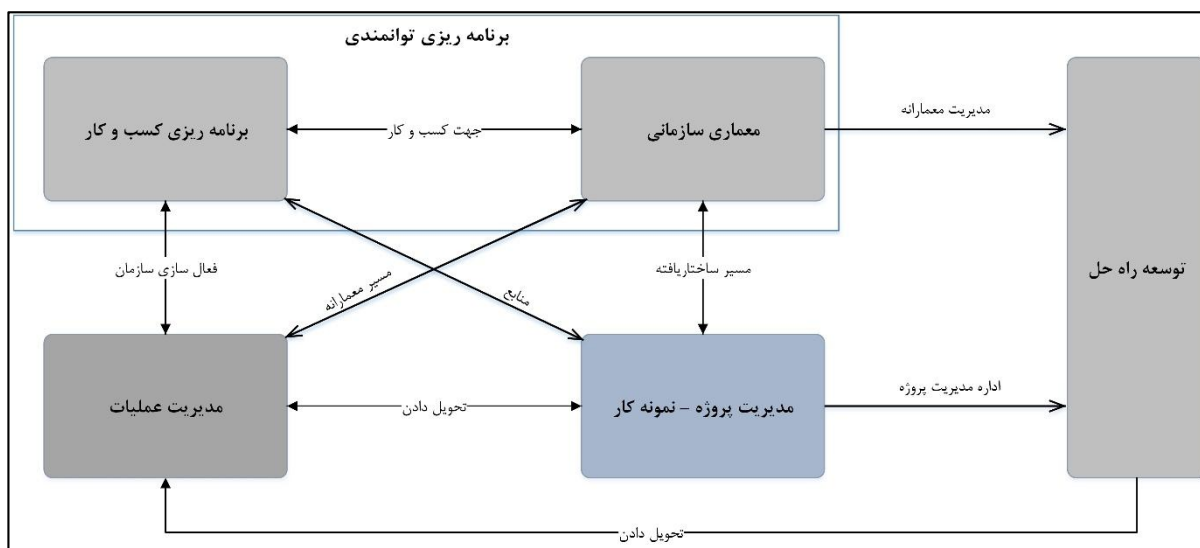 برنامه ریزی توانمندی
معماری سازمانی
برنامه ریزی کسب و کار
مدیریت معمارانه
جهت کسب و کار
توسعه راه حل
مسیر ساختاریافته
فعال سازی سازمان
مسیر معمارانه
منابع
مدیریت پروژه – نمونه کار
مدیریت عملیات
اداره مدیریت پروژه
تحویل دادن
تحویل دادن